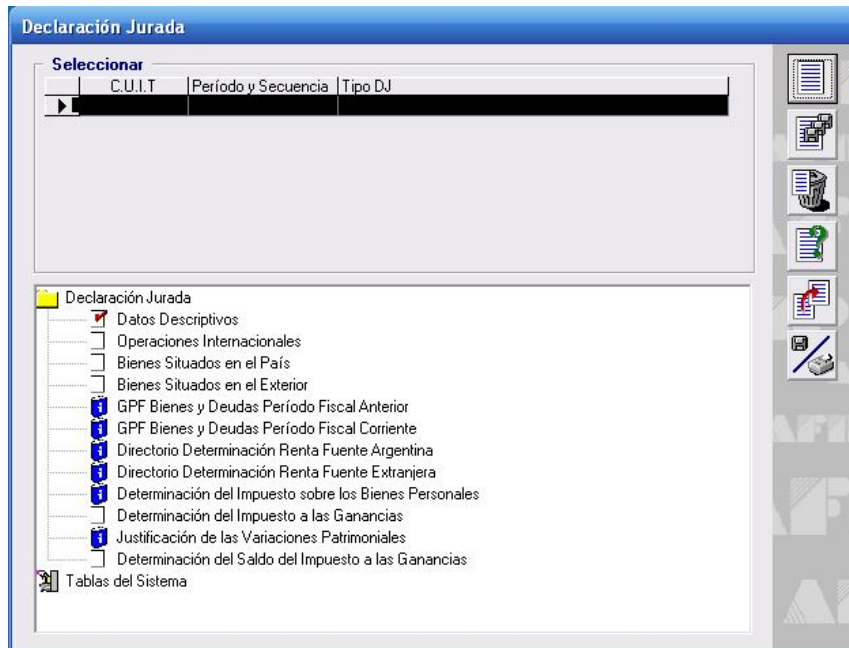 Declaración Jurada
Seleccionar
C.U.I.T Período y Secuencia Tipo DJ
Declaración Jurada
Datos Descriptivos
Operaciones Internacionales
Bienes Situados en el País
Bienes Situados en el Exterior
GPF Bienes y Deudas Período Fiscal Anterior
GPF Bienes y Deudas Período Fiscal Corriente
Directorio Determinación Renta Fuente Argentina
Directorio Determinación Renta Fuente Extranjera
Determinación del Impuesto sobre los Bienes Personales
Determinación del Impuesto a las Ganancias
Justificación de las Variaciones Patrimoniales
Determinación del Saldo del Impuesto a las Ganancias
Tablas del Sistema